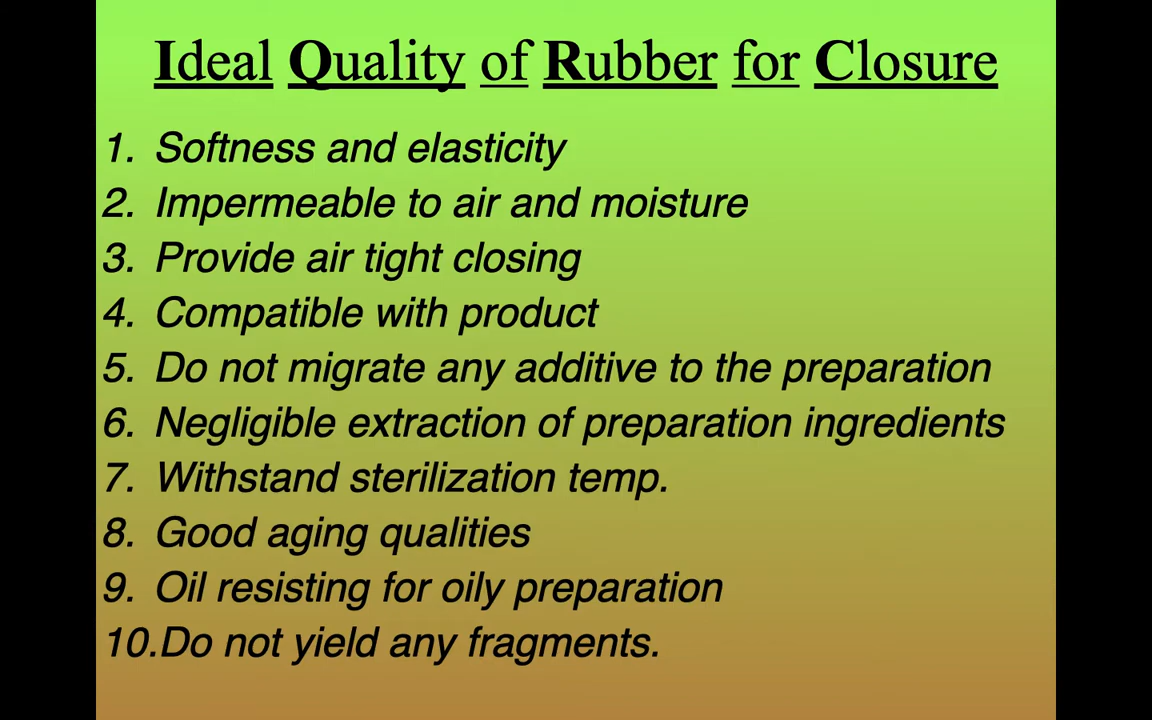 Ideal Quality of Rubber for Closure
1. Softness and elasticity
2. Impermeable to air and moisture
3. Provide air tight closing
4. Compatible with product
5. Do not migrate any additive to the preparation
6. Negligible extraction of preparation ingredients
7. Withstand sterilization temp.
8. Good aging qualities
9. Oil resisting for oily preparation
10.Do not yield any fragments.